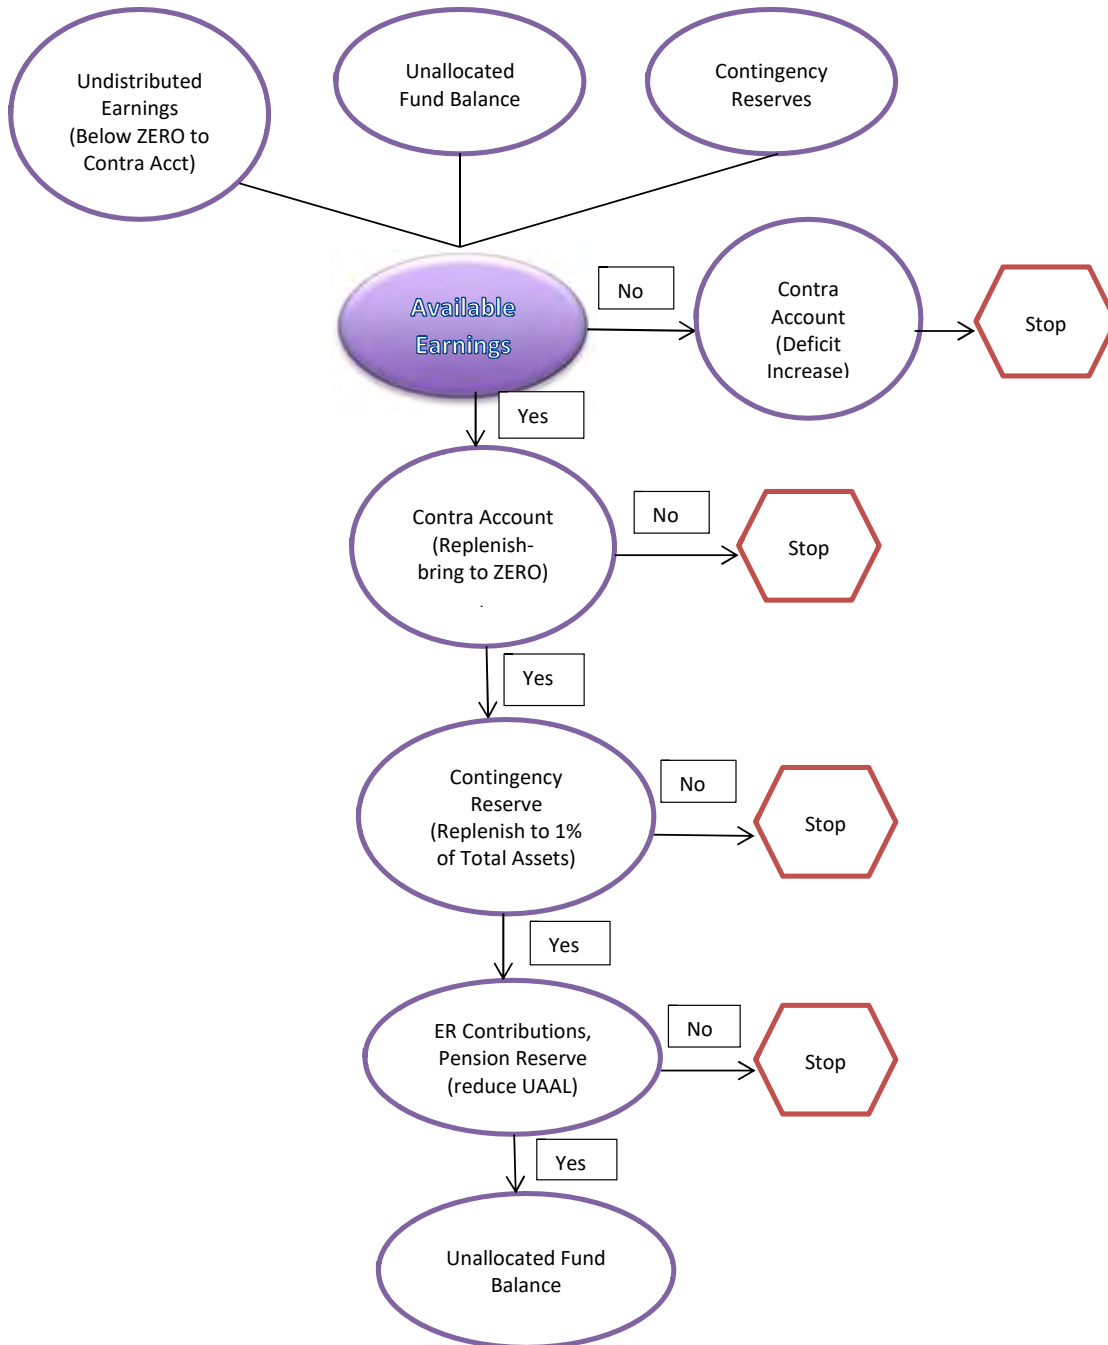 Undistributed
Earnings
(Below ZERO to
Contra Acct)
Unallocated
Fund Balance
Contingency
Reserves
Available
Earnings
No
Contra
Account
(Deficit
Increase)
Stop
Yes
Contra Account
(Replenish-
bring to ZERO)
.
No
Stop
Yes
Contingency
Reserve
(Replenish to 1%
of Total Assets)
No
Stop
Yes
ER Contributions,
Pension Reserve
(reduce UAAL)
No
Stop
Yes
Unallocated Fund
Balance